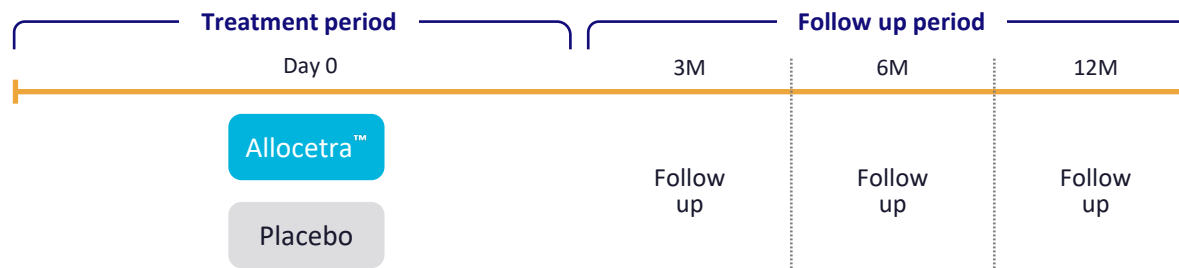 Treatment period
Follow up period
Day 0
3M
6M
12M
Allocetra™
Placebo
Follow
up
Follow
up
Follow
up